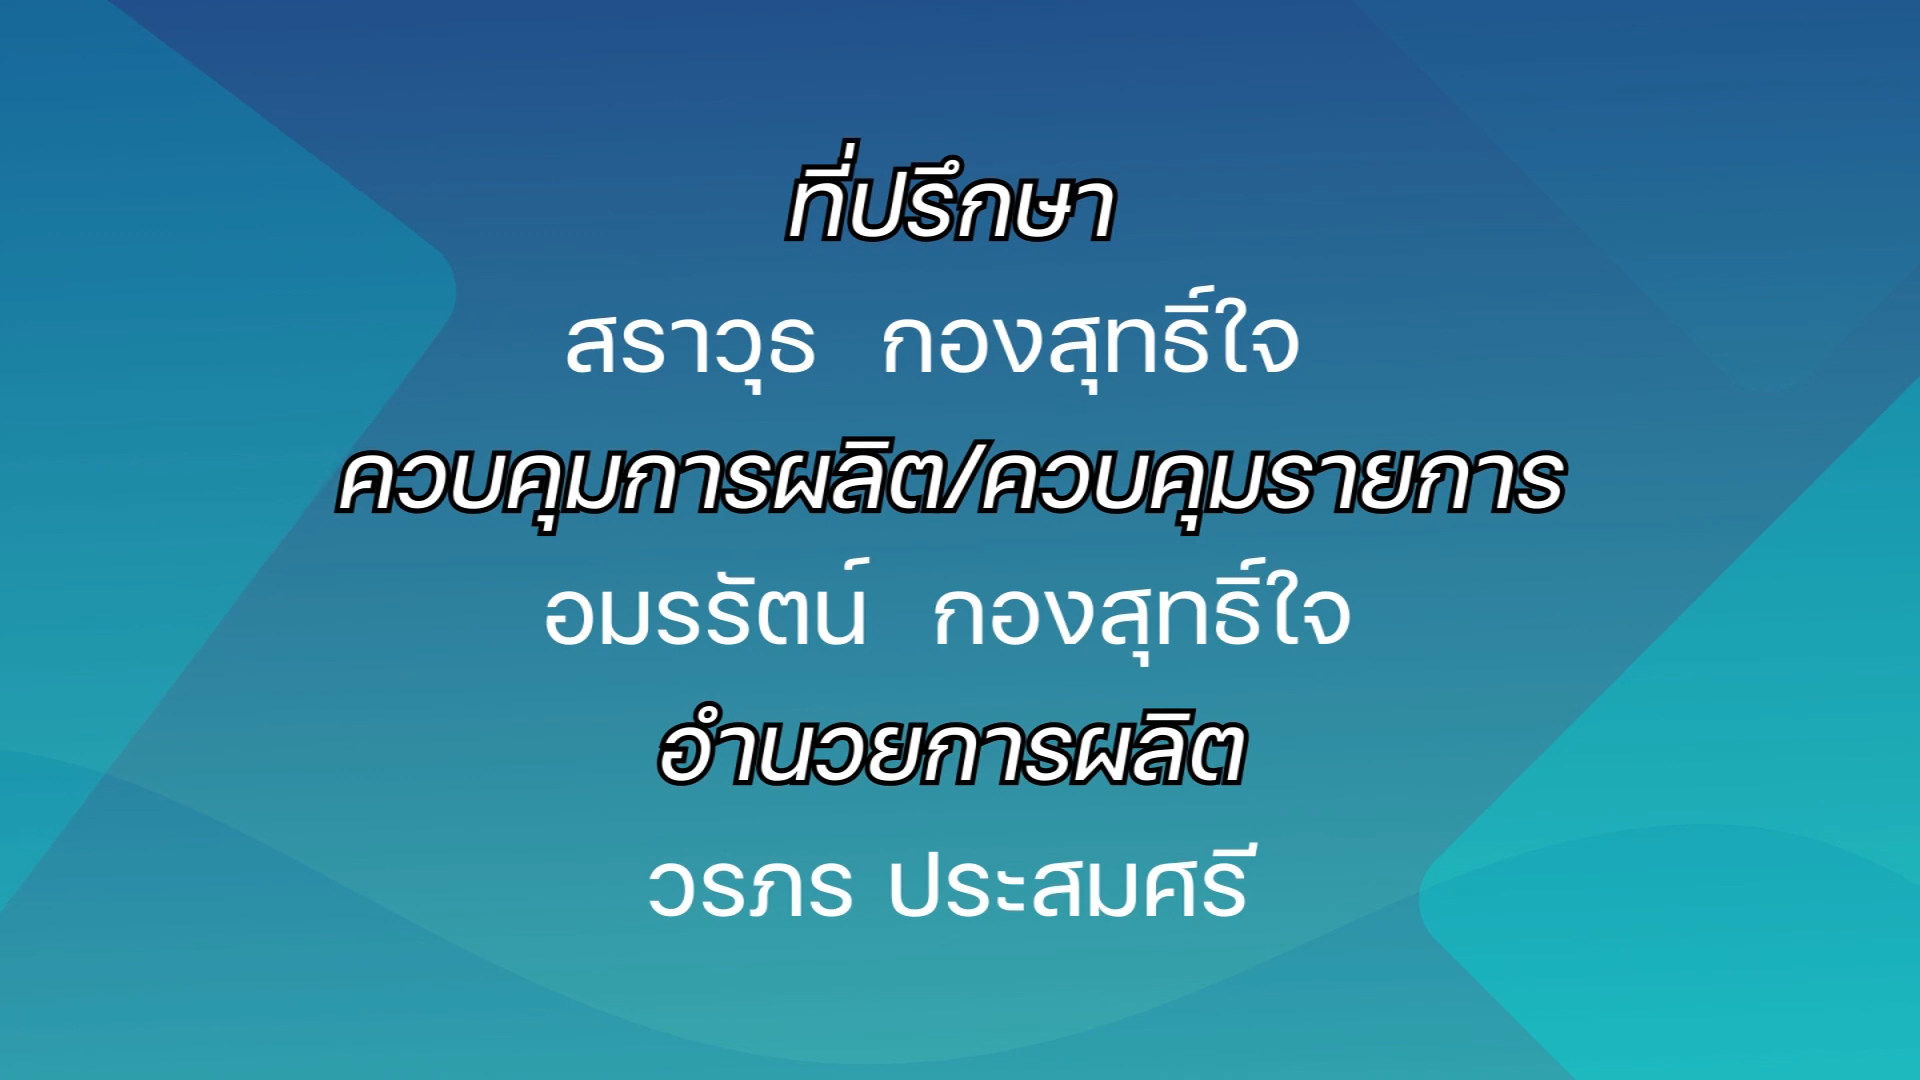 ที่ปรึกษา
สราวุธ  กองสุทธิ์ใจ
ควบคุมการผลิต/ควบคุมรายการ
อมรรัตน์  กองสุทธิ์ใจ
อำนวยการผลิต
วรภร ประสมศรี